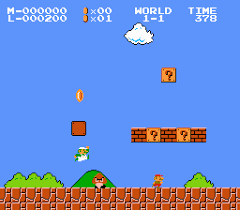 M-000000 x00 WORLD TIME
L-000200 x01 1-1 378
?
? ?